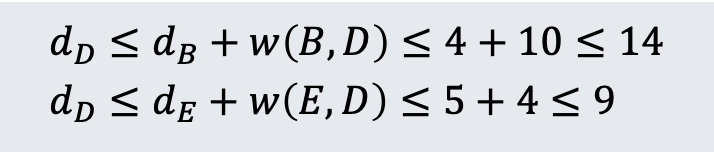 d_D ≤ d_B + w(B, D) ≤ 4 + 10 ≤ 14
d_D ≤ d_E + w(E, D) ≤ 5 + 4 ≤ 9